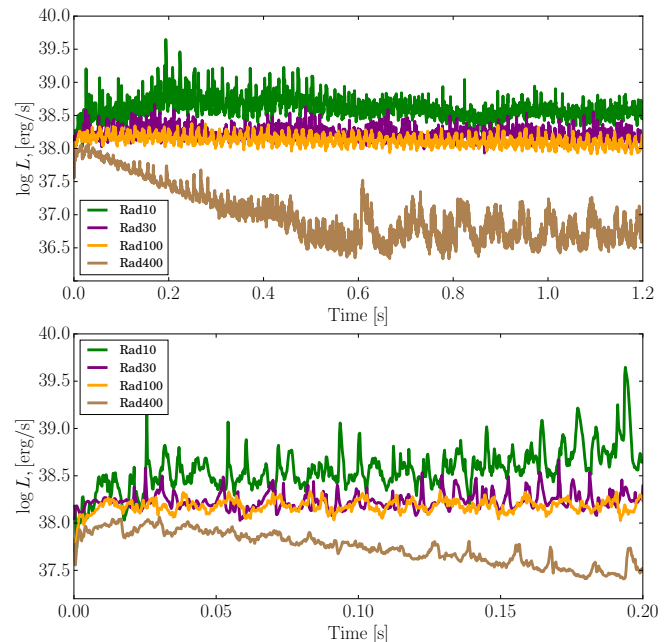 40.0
39.5
39.0
38.5
38.0
37.5
37.0
36.5
log L, [erg/s]
Rad10
Rad30
Rad100
Rad400
0.0 0.2 0.4 0.6 0.8 1.0 1.2
Time [s]
40.0
39.5
39.0
38.5
38.0
37.5
log L, [erg/s]
Rad10
Rad30
Rad100
Rad400
0.00 0.05 0.10 0.15 0.20
Time [s]